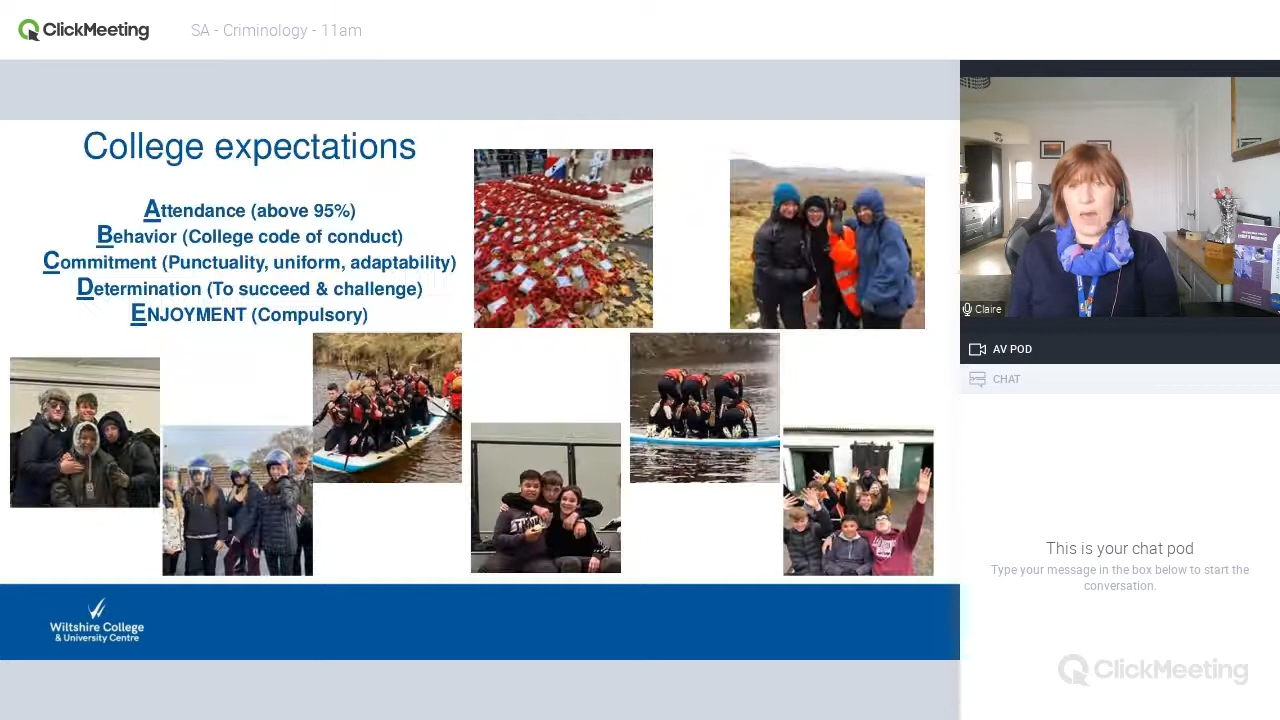 ClickMeeting
SA - Criminology - 11am
College expectations
Attendance (above 95%)
Behavior (College code of conduct)
Commitment (Punctuality, uniform, adaptability)
Determination (To succeed & challenge)
ENJOYMENT (Compulsory)
Wiltshire College
& University Centre
Claire
AV POD
CHAT
This is your chat pod
Type your message in the box below to start the
conversation.
ClickMeeting